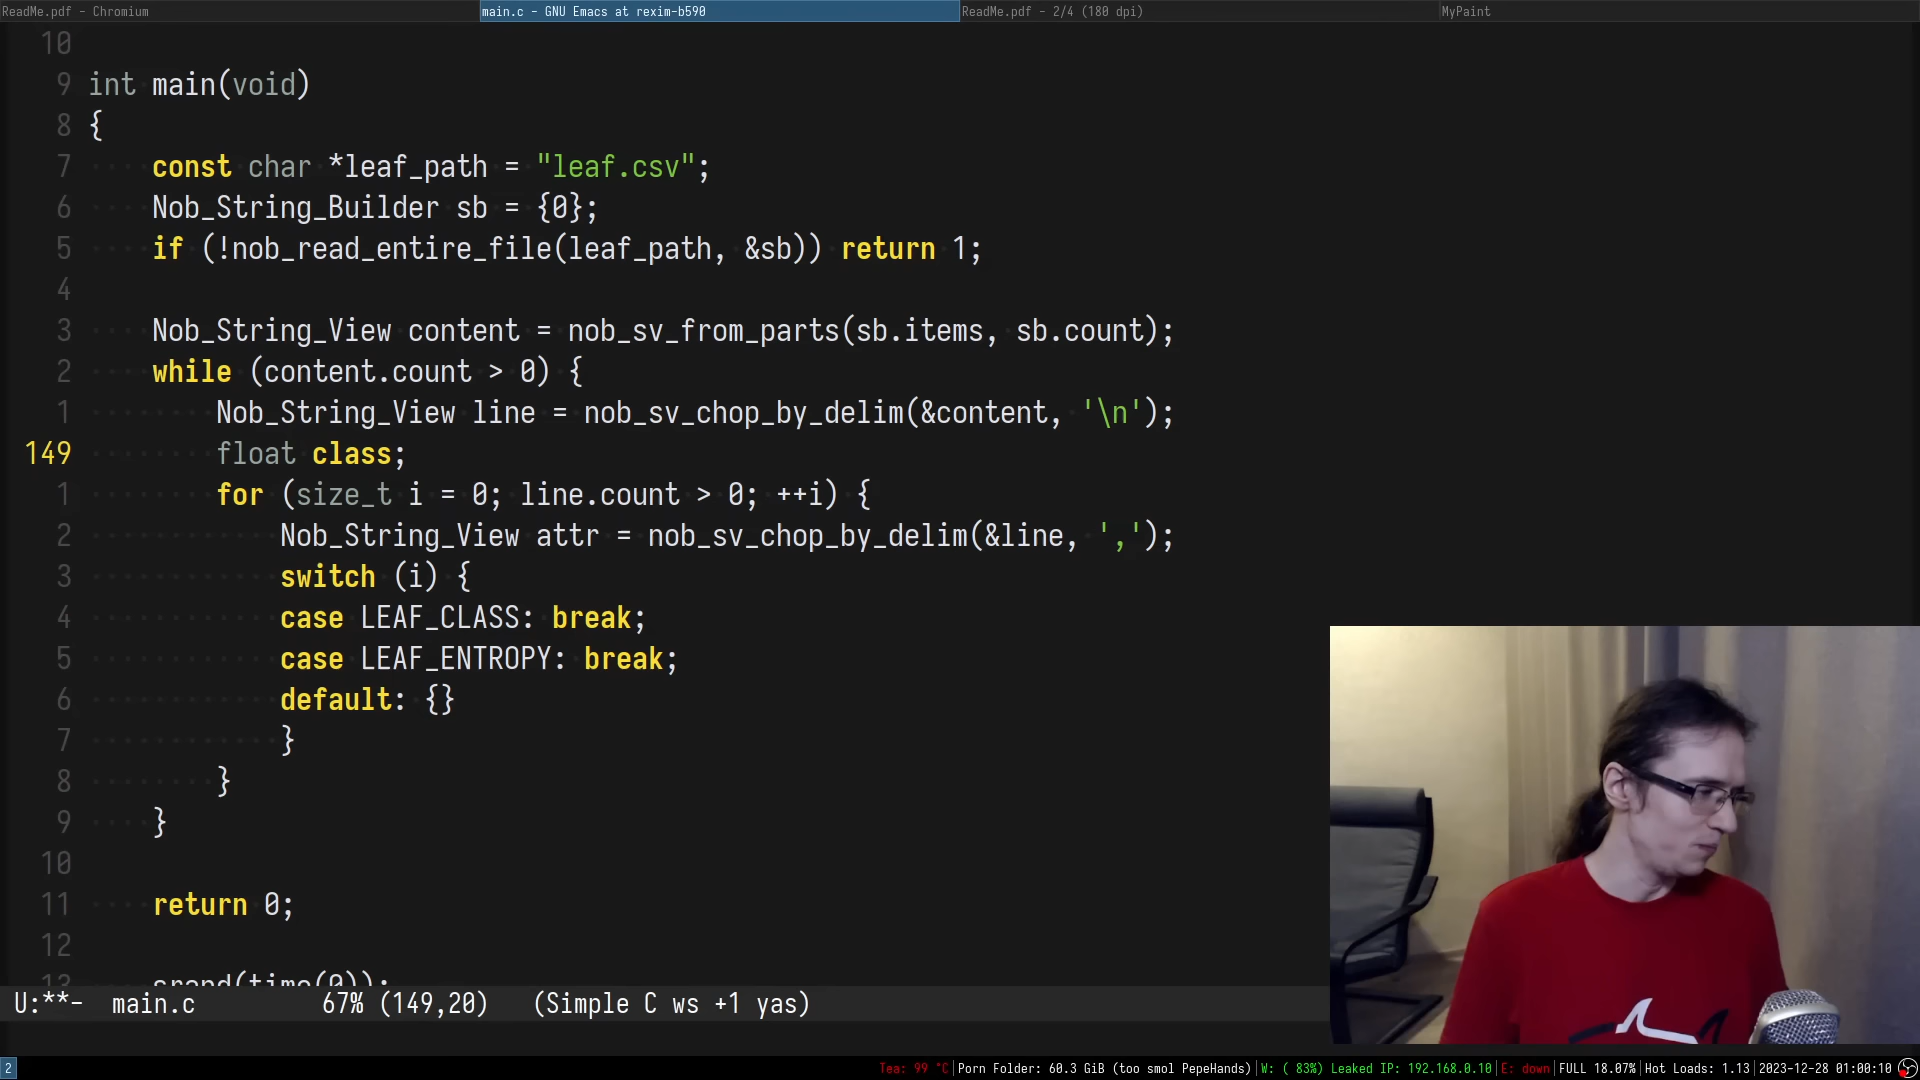 ReadMe.pdf - Chromium
main.c - GNU Emacs at rexim-b590
ReadMe.pdf - 2/4 (180 dpi)
MyPaint
10
9 int main(void)
8 {
7 const char *leaf_path = "leaf.csv";
6 Nob_String_Builder sb = {0};
5 if (!nob_read_entire_file(leaf_path, &sb)) return 1;
4
3 Nob_String_View content = nob_sv_from_parts(sb.items, sb.count);
2 while (content.count > 0) {
1 Nob_String_View line = nob_sv_chop_by_delim(&content, '\n');
149 float class;
1 for (size_t i = 0; line.count > 0; ++i) {
2 Nob_String_View attr = nob_sv_chop_by_delim(&line, ',');
3 switch (i) {
4 case LEAF_CLASS: break;
5 case LEAF_ENTROPY: break;
6 default: {}
7 }
8 }
9 }
10
11 return 0;
12
13 srand(time(0));
U:**- main.c 67% (149,20) (Simple C ws +1 yas)
2
Tea: 99 °C|Porn Folder: 60.3 GiB (too smol PepeHands)|W: ( 83%) Leaked IP: 192.168.0.10|E: down|FULL 18.07%|Hot Loads: 1.13|2023-12-28 01:00:10